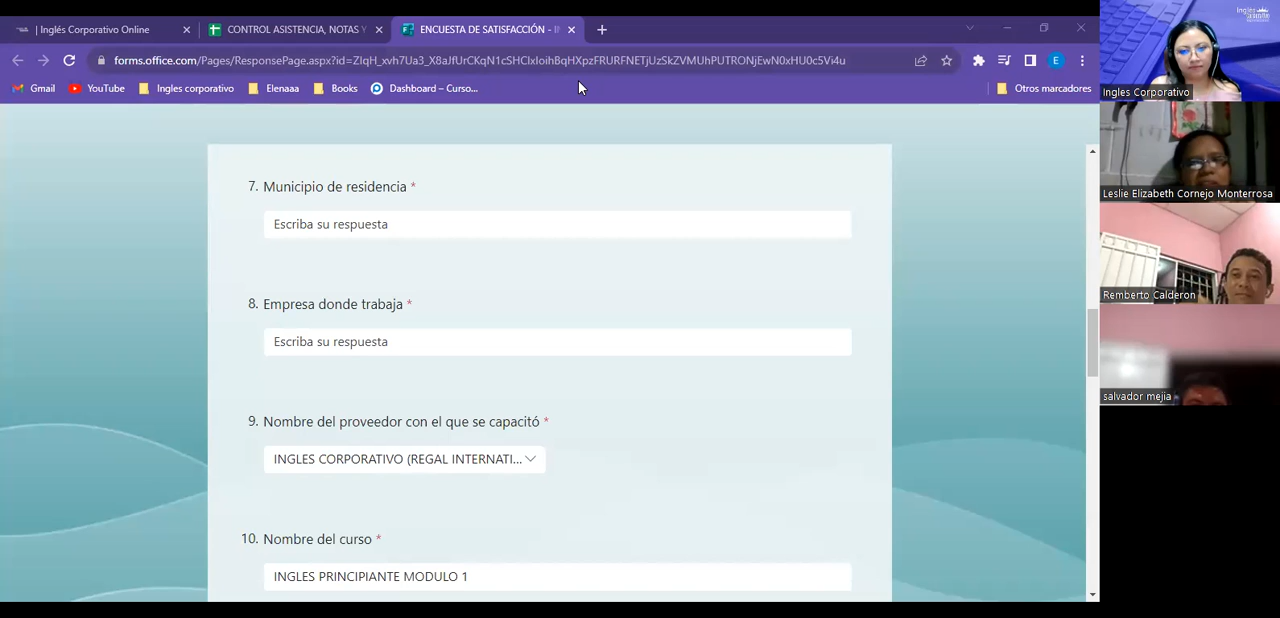 | Inglés Corporativo Online
CONTROL ASISTENCIA, NOTAS Y
ENCUESTA DE SATISFACCIÓN - I
forms.office.com/Pages/ResponsePage.aspx?id=ZIqH_xvh7Ua3_X8aJfUrCKqN1cSHCIxIoihBqHXpzFRURFNETjUzSkZVMUhPUTRONjEwN0xHU0c5Vi4u
E
Gmail
YouTube
Ingles corporativo
Elenaaa
Books
Dashboard – Curso...
Otros marcadores
7. Municipio de residencia *
Escriba su respuesta
8. Empresa donde trabaja *
Escriba su respuesta
9. Nombre del proveedor con el que se capacitó *
INGLES CORPORATIVO (REGAL INTERNATI...
10. Nombre del curso *
INGLES PRINCIPIANTE MODULO 1
Ingles Corporativo
Leslie Elizabeth Cornejo Monterrosa
Remberto Calderon
salvador mejia